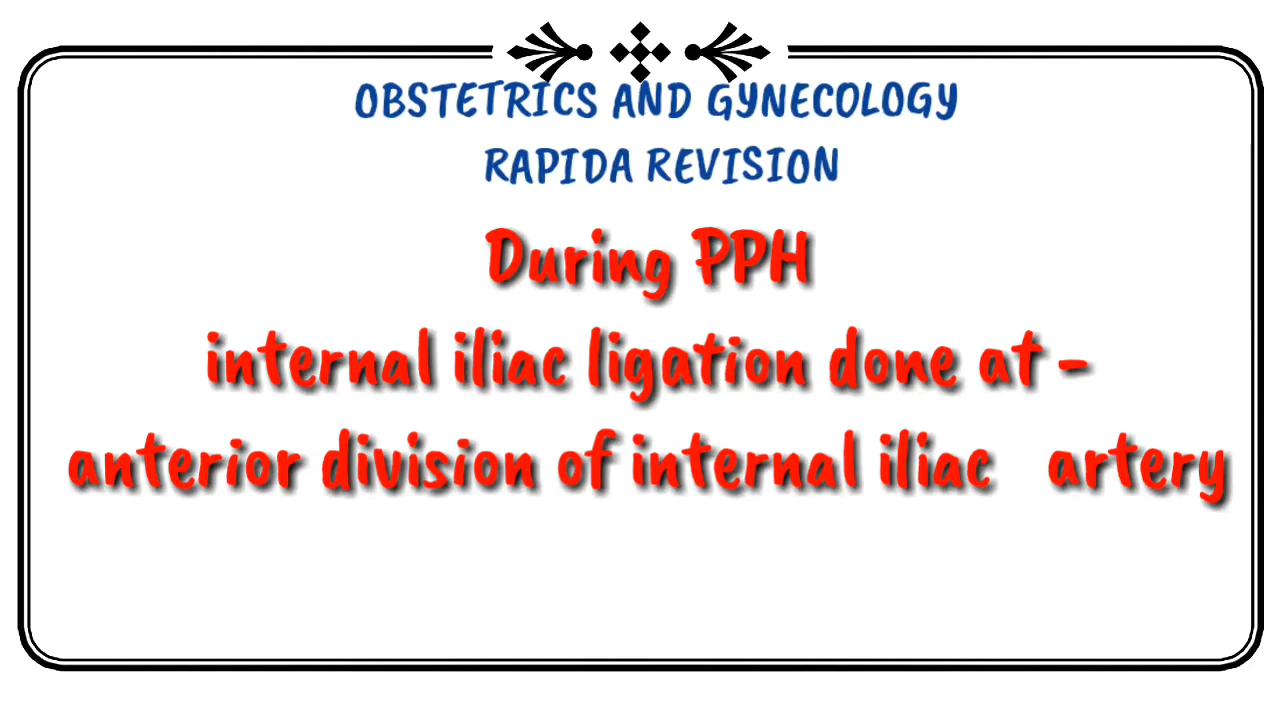 OBSTETRICS AND GYNECOLOGY
RAPIDA REVISION
During PPH
internal iliac ligation done at -
anterior division of internal iliac artery